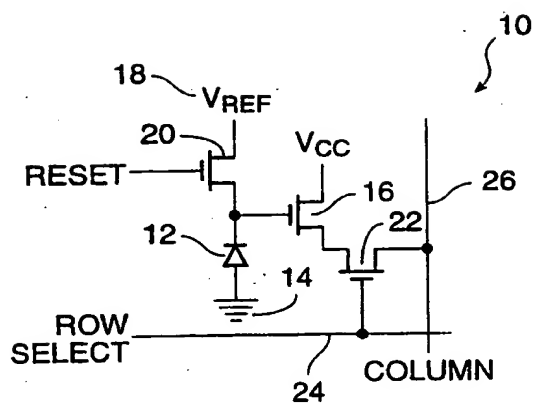 10
18
VREF
20
VCC
RESET
16
26
12
22
14
ROW
SELECT
24
COLUMN